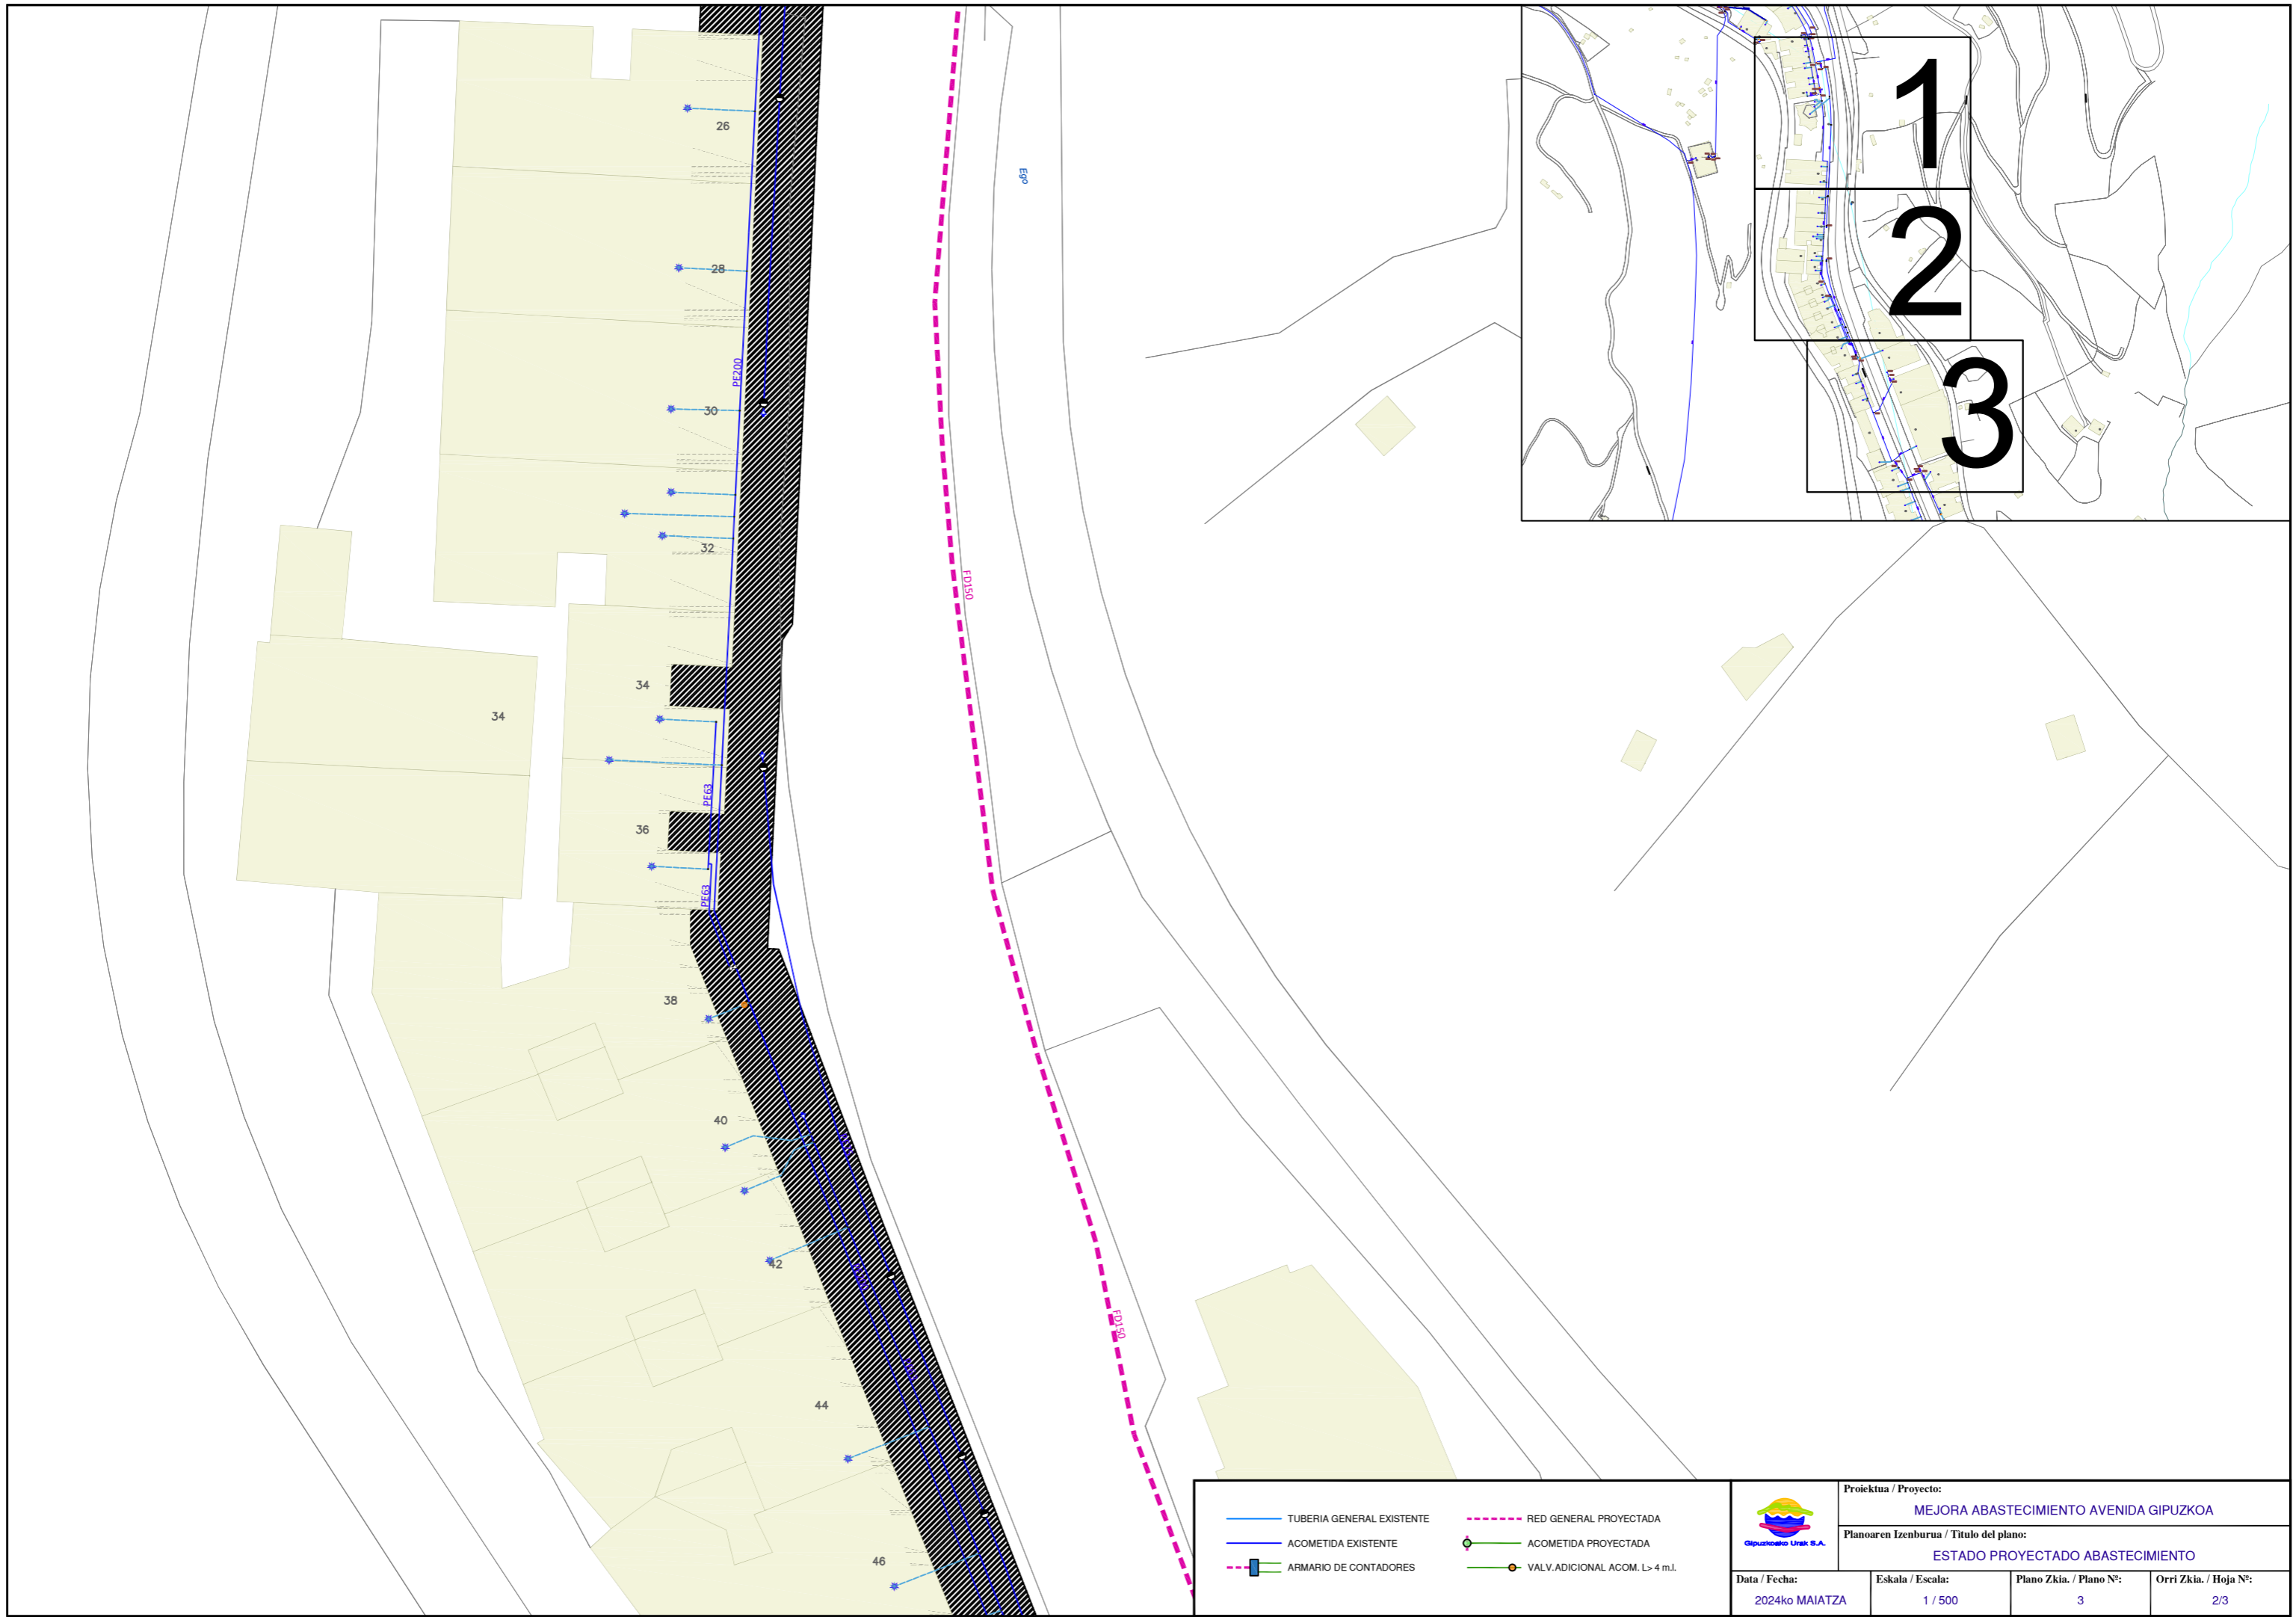 26
28
30
32
34
34
36
38
40
42
44
46
PE200
PE63
PE63
Ego
FD150
FD150
1
2
3
TUBERIA GENERAL EXISTENTE
ACOMETIDA EXISTENTE
ARMARIO DE CONTADORES
RED GENERAL PROYECTADA
ACOMETIDA PROYECTADA
VALV.ADICIONAL ACOM. L> 4 m.l.
Gipuzkoako Urak S.A.
Proiektua / Proyecto:
MEJORA ABASTECIMIENTO AVENIDA GIPUZKOA
Planoaren Izenburua / Titulo del plano:
ESTADO PROYECTADO ABASTECIMIENTO
Data / Fecha:
2024ko MAIATZA
Eskala / Escala:
1 / 500
Plano Zkia. / Plano Nº:
3
Orri Zkia. / Hoja Nº:
2/3